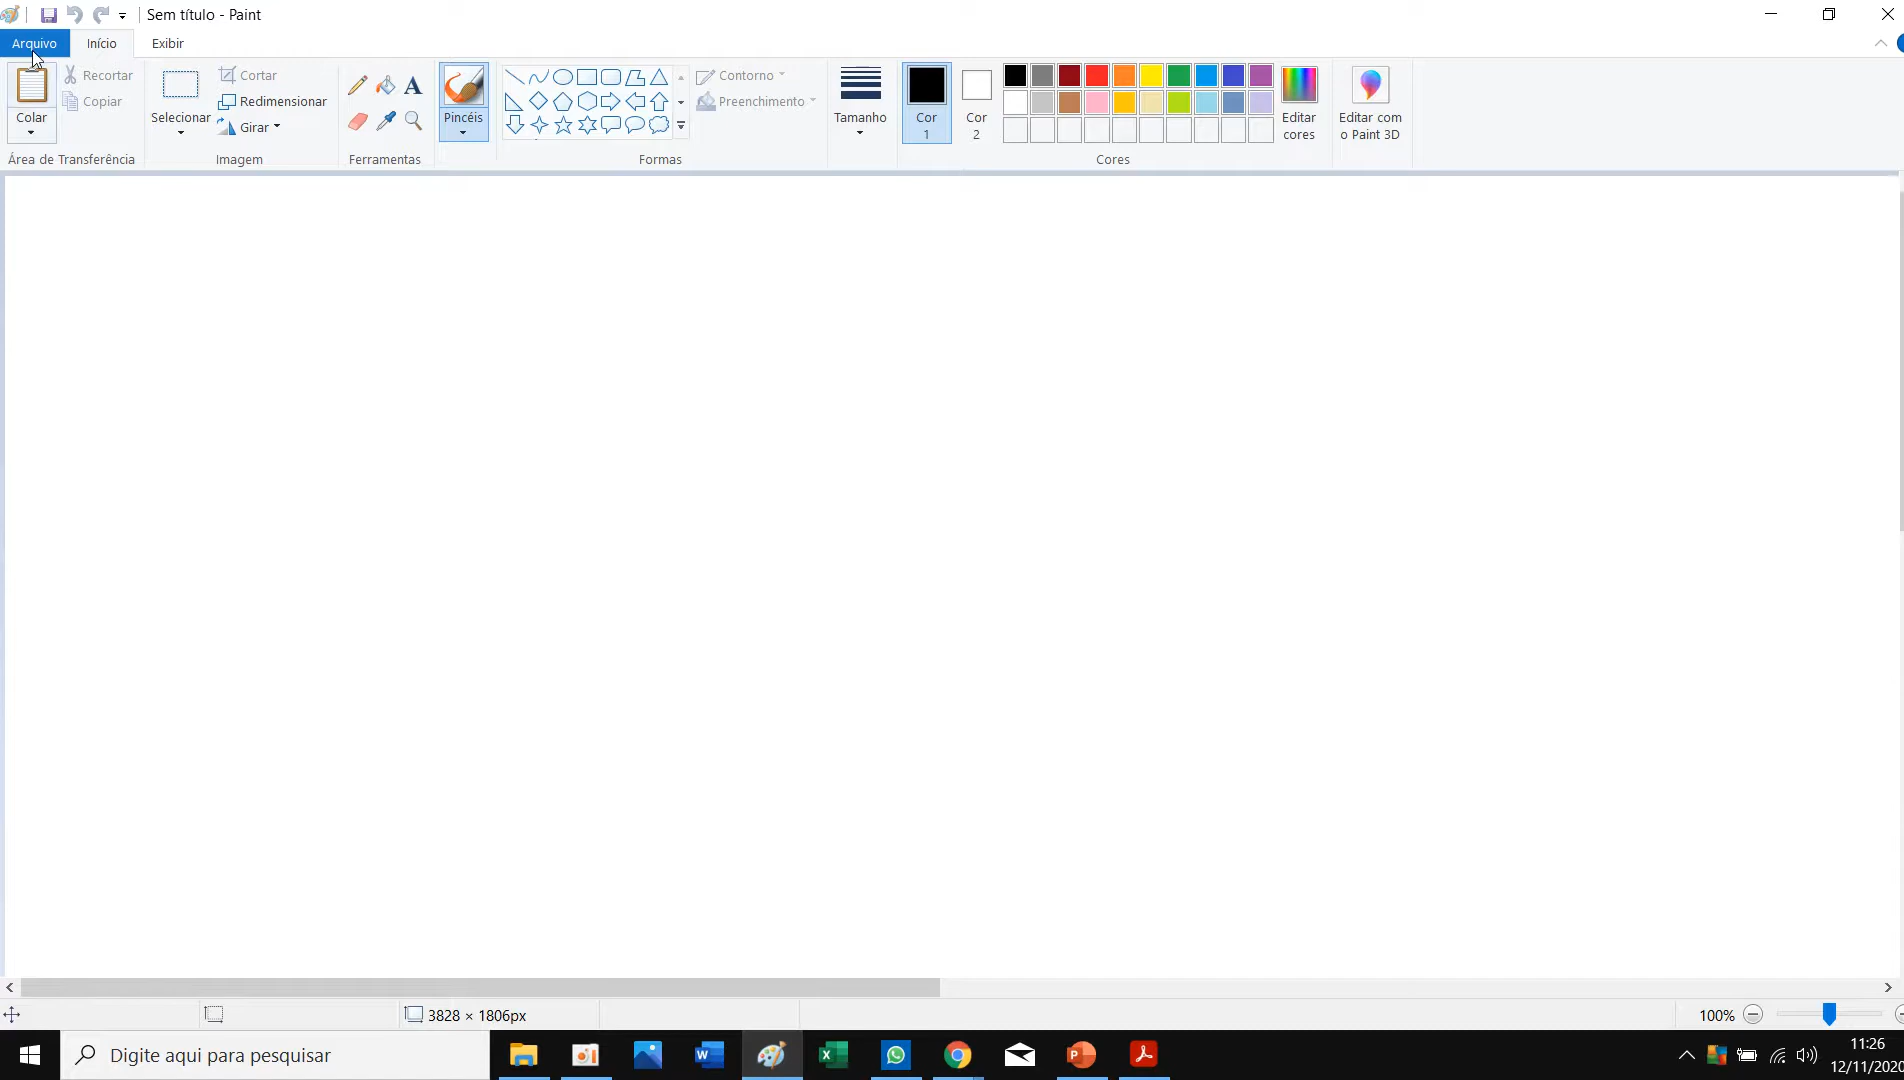 Sem título - Paint
Arquivo Início Exibir
Colar
Recortar
Copiar
Área de Transferência
Selecionar
Cortar
Redimensionar
Girar
Imagem
A
Ferramentas
Pincéis
Contorno
Preenchimento
Formas
Tamanho
Cor
1
Cor
2
Editar
cores
Cores
Editar com
o Paint 3D
3828 × 1806px
100%
Digite aqui para pesquisar
11:26
12/11/2020